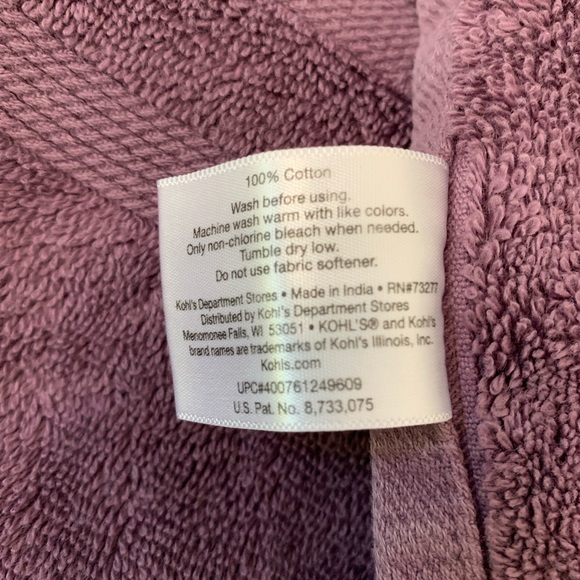 100% Cotton
Wash before using.
Machine wash warm with like colors.
Only non-chlorine bleach when needed.
Tumble dry low.
Do not use fabric softener.
Kohl's Department Stores • Made in India • RN#73277
Distributed by Kohl's Department Stores
Menomonee Falls, WI 53051 • KOHL'S® and Kohl's
brand names are trademarks of Kohl's Illinois, Inc.
Kohls.com
UPC#400761249609
U.S. Pat. No. 8,733,075